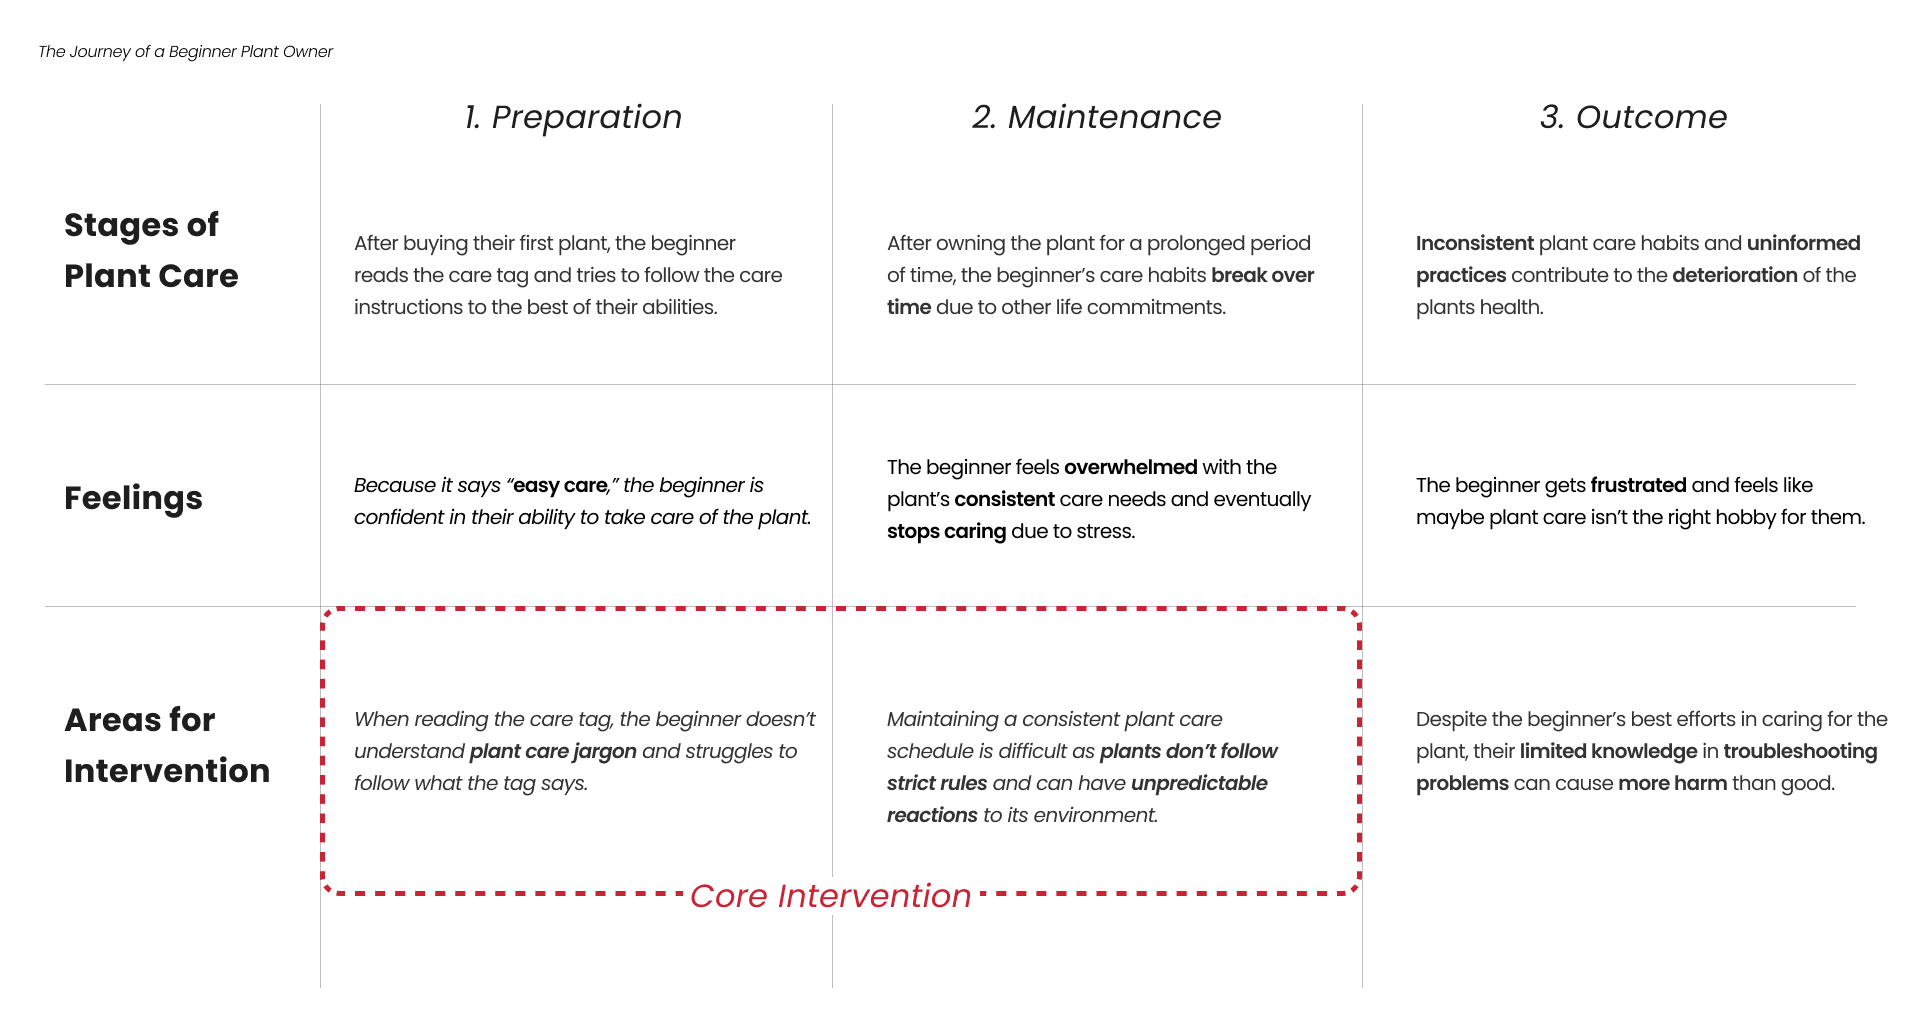 The Journey of a Beginner Plant Owner
1. Preparation
2. Maintenance
3. Outcome
Stages of
Plant Care
After buying their first plant, the beginner
reads the care tag and tries to follow the care
instructions to the best of their abilities.
After owning the plant for a prolonged period
of time, the beginner’s care habits break over
time due to other life commitments.
Inconsistent plant care habits and uninformed
practices contribute to the deterioration of the
plants health.
Feelings
Because it says “easy care,” the beginner is
confident in their ability to take care of the plant.
The beginner feels overwhelmed with the
plant’s consistent care needs and eventually
stops caring due to stress.
The beginner gets frustrated and feels like
maybe plant care isn’t the right hobby for them.
Areas for
Intervention
When reading the care tag, the beginner doesn’t
understand plant care jargon and struggles to
follow what the tag says.
Maintaining a consistent plant care
schedule is difficult as plants don’t follow
strict rules and can have unpredictable
reactions to its environment.
Despite the beginner’s best efforts in caring for the
plant, their limited knowledge in troubleshooting
problems can cause more harm than good.
Core Intervention